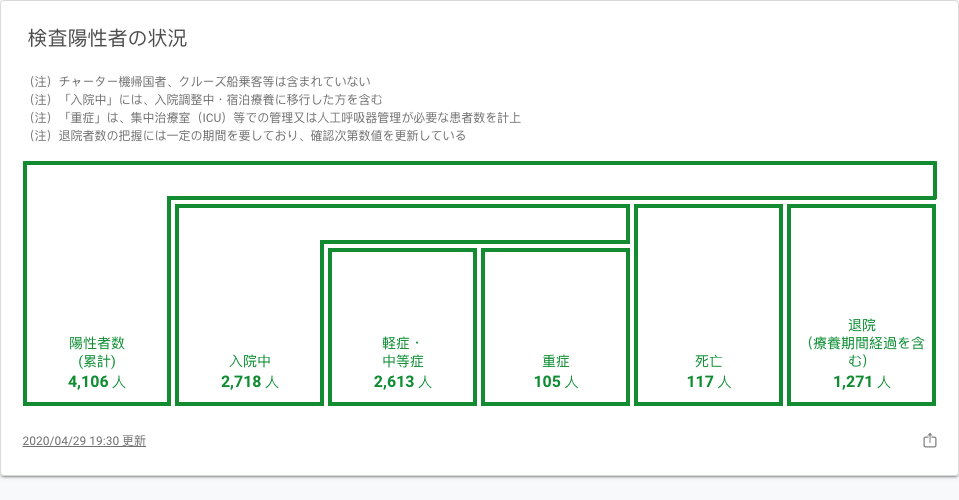 検査陽性者の状況
（注）チャーター機帰国者、クルーズ船乗客等は含まれていない
（注）「入院中」には、入院調整中・宿泊療養に移行した方を含む
（注）「重症」は、集中治療室（ICU）等での管理又は人工呼吸器管理が必要な患者数を計上
（注）退院者数の把握には一定の期間を要しており、確認次第数値を更新している
陽性者数
(累計)
4,106 人
入院中
2,718 人
軽症・
中等症
2,613 人
重症
105 人
死亡
117 人
退院
（療養期間経過を含
む）
1,271 人
2020/04/29 19:30 更新